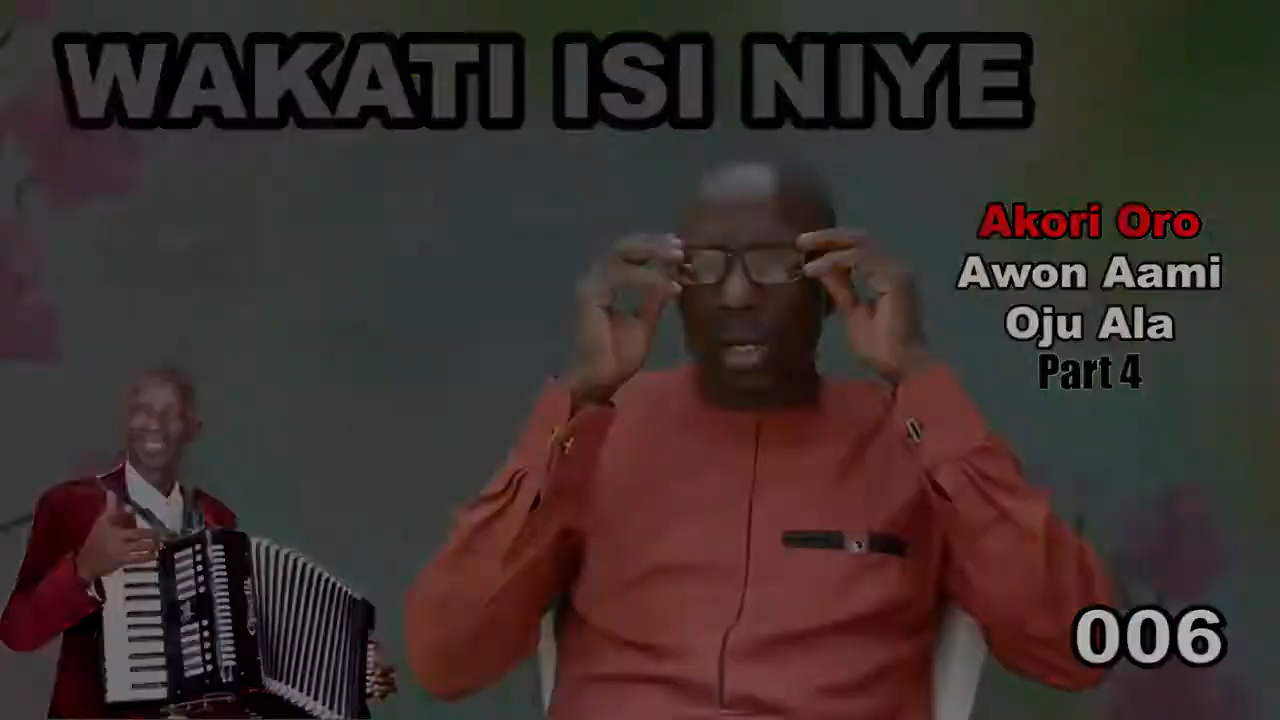 WAKATI ISI NIYE
Akori Oro
Awon Aami
Oju Ala
Part 4
006